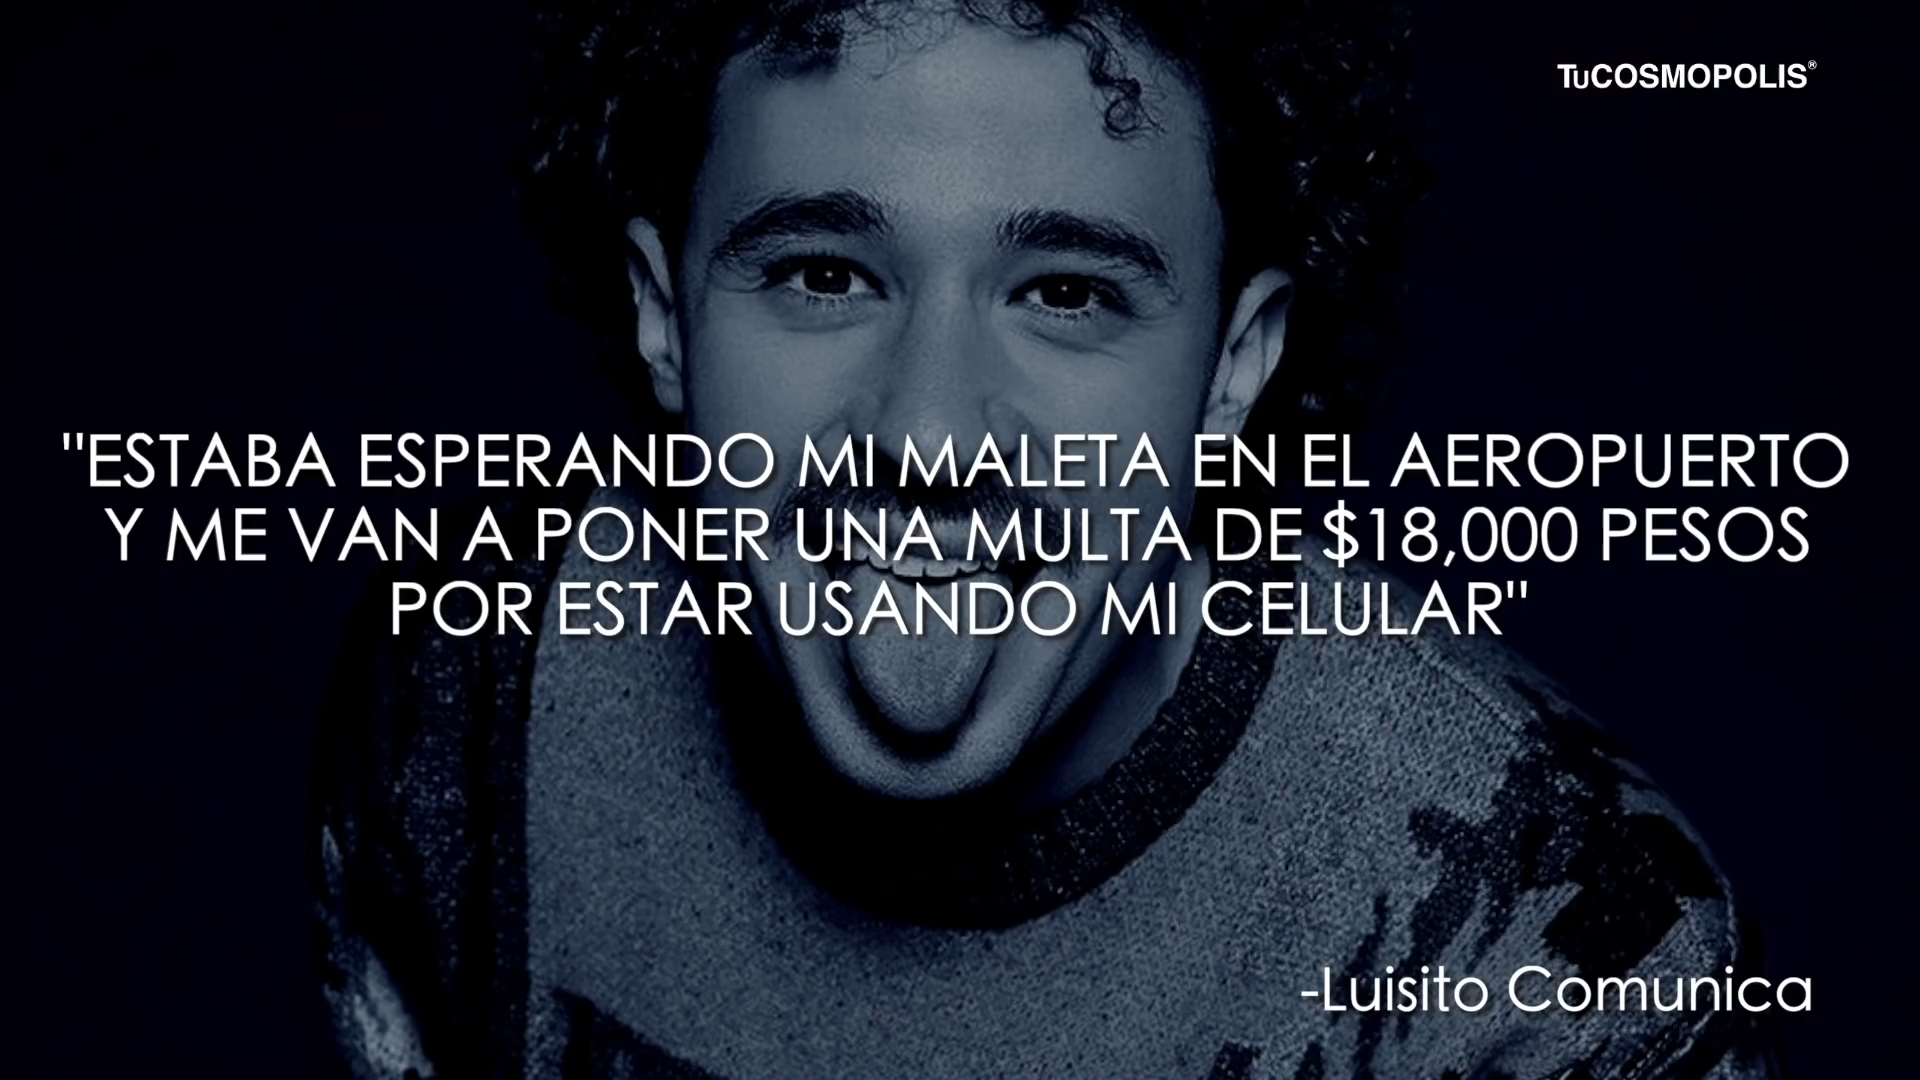 TuCOSMOPOLIS®
"ESTABA ESPERANDO MI MALETA EN EL AEROPUERTO
Y ME VAN A PONER UNA MULTA DE $18,000 PESOS
POR ESTAR USANDO MI CELULAR"
-Luisito Comunica